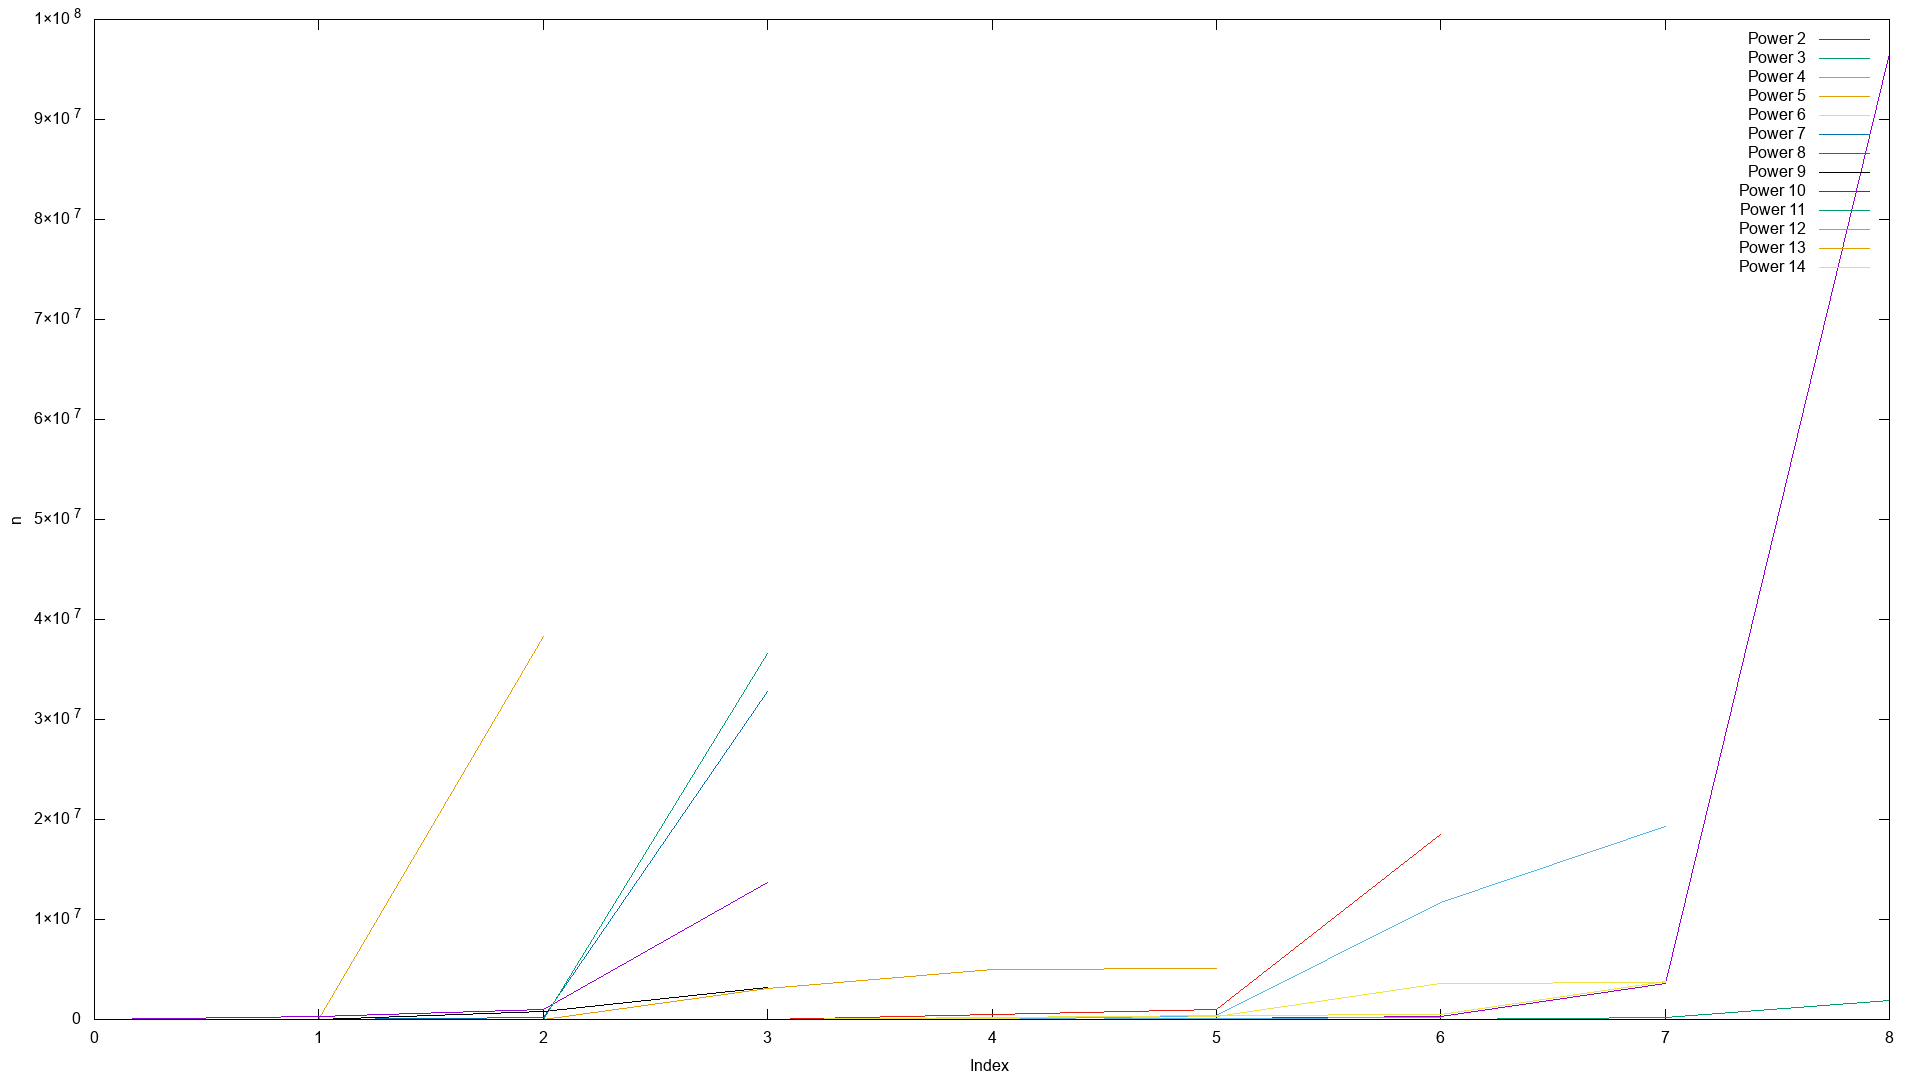 1×10^8
9×10^7
8×10^7
7×10^7
6×10^7
5×10^7
4×10^7
3×10^7
2×10^7
1×10^7
0
n
0 1 2 3 4 5 6 7 8
Index
Power 2
Power 3
Power 4
Power 5
Power 6
Power 7
Power 8
Power 9
Power 10
Power 11
Power 12
Power 13
Power 14